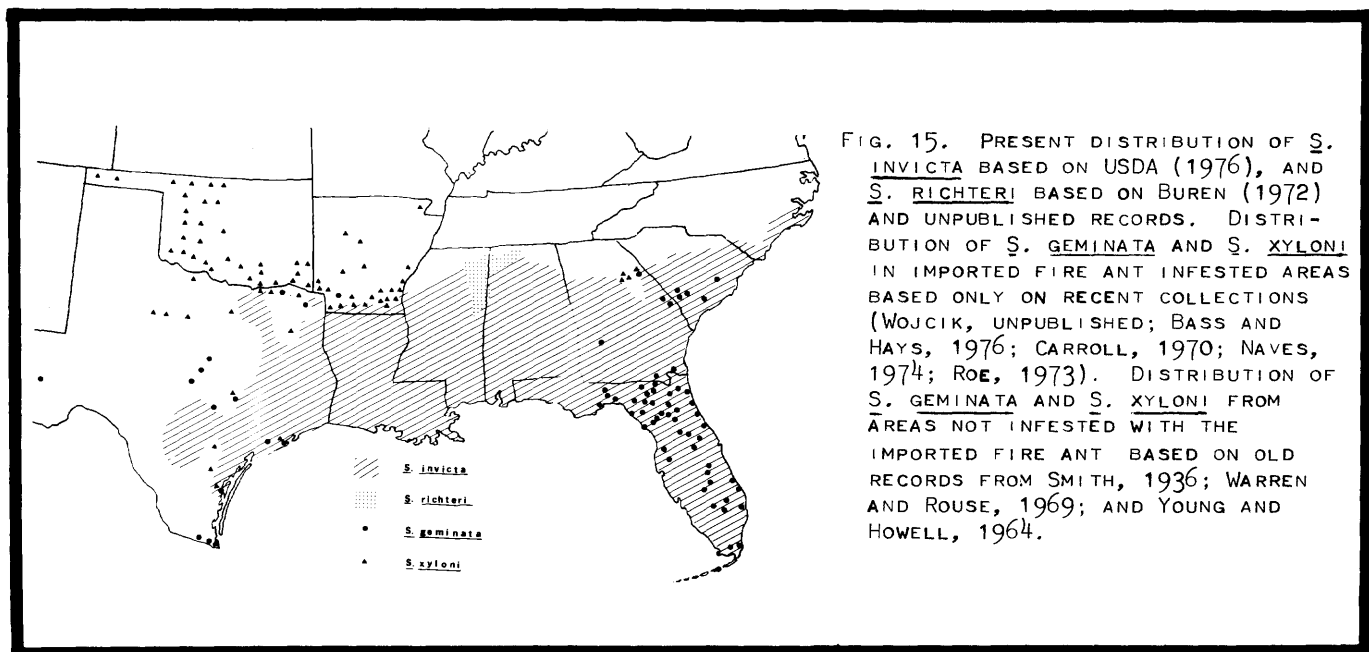 S. invicta
S. richteri
S. geminata
S. xyloni
FIG. 15. PRESENT DISTRIBUTION OF S.
INVICTA BASED ON USDA (1976), AND
S. RICHTERI BASED ON BUREN (1972)
AND UNPUBLISHED RECORDS. DISTRI-
BUTION OF S. GEMINATA AND S. XYLONI
IN IMPORTED FIRE ANT INFESTED AREAS
BASED ONLY ON RECENT COLLECTIONS
(WOJCIK, UNPUBLISHED; BASS AND
HAYS, 1976; CARROLL, 1970; NAVES,
1974; ROE, 1973). DISTRIBUTION OF
S. GEMINATA AND S. XYLONI FROM
AREAS NOT INFESTED WITH THE
IMPORTED FIRE ANT BASED ON OLD
RECORDS FROM SMITH, 1936; WARREN
AND ROUSE, 1969; AND YOUNG AND
HOWELL, 1964.